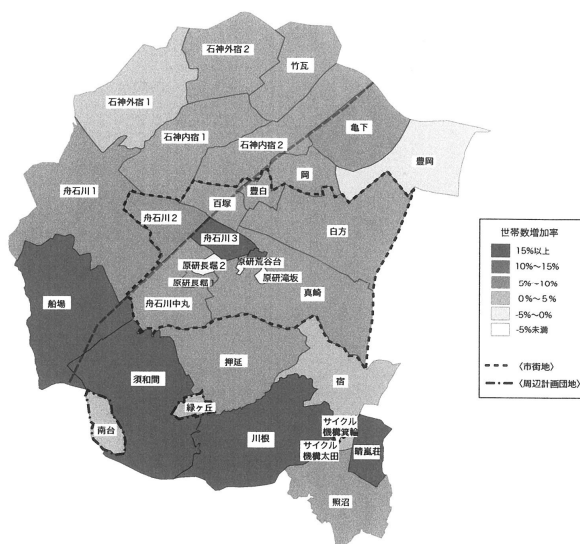 石神外宿2
竹瓦
石神外宿1
石神内宿1
石神内宿2
亀下
豊岡
岡
舟石川1
豊白
百塚
舟石川2
白方
舟石川3
原研荒谷台
原研長堀2
原研滝坂
原研長堀1
真崎
船場
舟石川中丸
押延
須和間
宿
緑ヶ丘
南台
サイクル
機構箕輪
川根
サイクル
機構太田
晴嵐荘
照沼
世帯数増加率
15%以上
10%~15%
5%~10%
0%~5%
-5%~0%
-5%未満
〈市街地〉
〈周辺計画団地〉